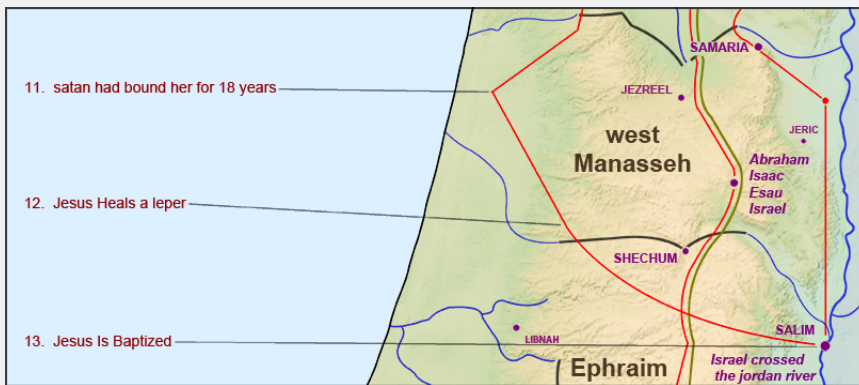 SAMARIA
11. satan had bound her for 18 years
JEZREEL
west
Manasseh
JERIC
Abraham
Isaac
Esau
Israel
12. Jesus Heals a leper
SHECHUM
SALIM
13. Jesus Is Baptized
LIBNAH
Ephraim
Israel crossed
the jordan river